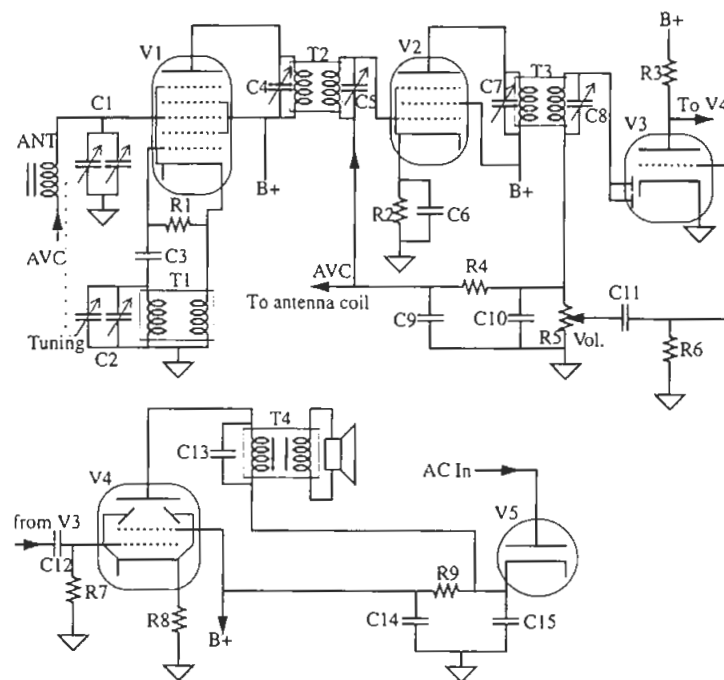 B+
V1
T2
V2
T3
R3
C1
C4
C5
C7
C8
V3
To V4
ANT
B+
B+
R1
R2
C6
AVC
C3
AVC
R4
To antenna coil
C11
T1
C9
C10
R5
Vol.
R6
Tuning
C2
T4
C13
V4
AC In
V5
from V3
C12
R7
R8
B+
R9
C14
C15